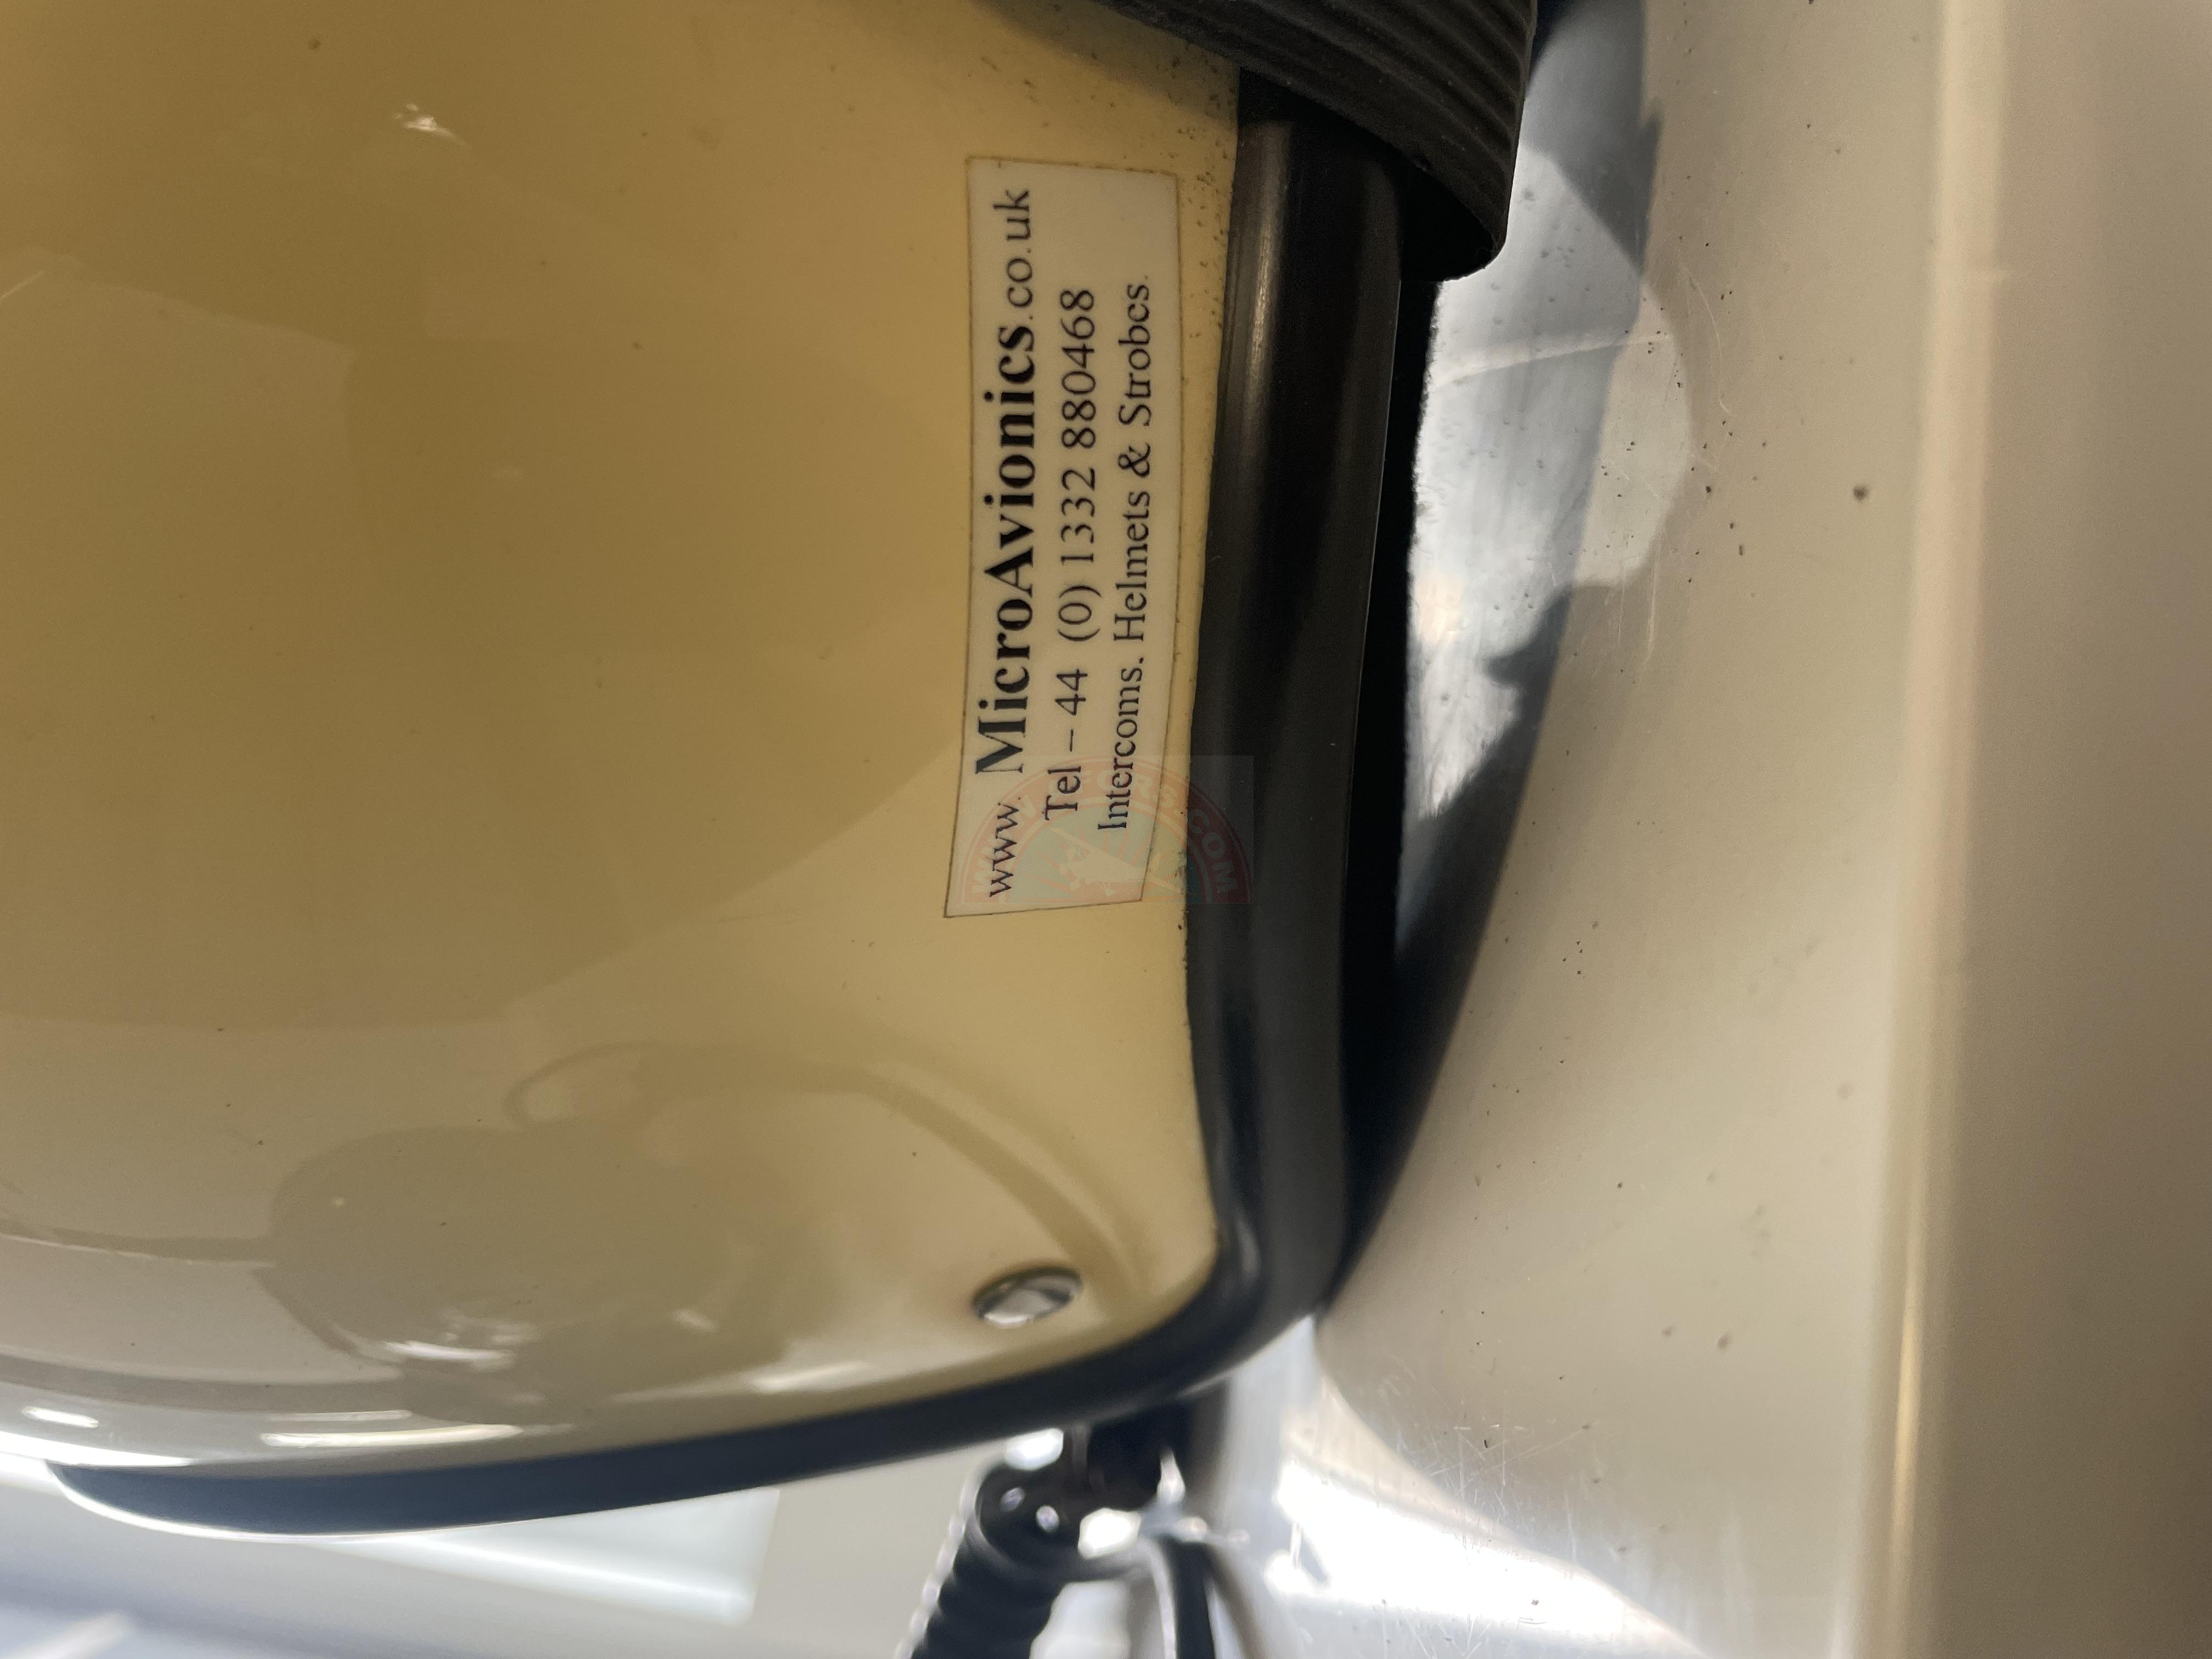 www. MicroAvionics.co.uk
Tel – 44 (0) 1332 880468
Intercoms. Helmets & Strobes.